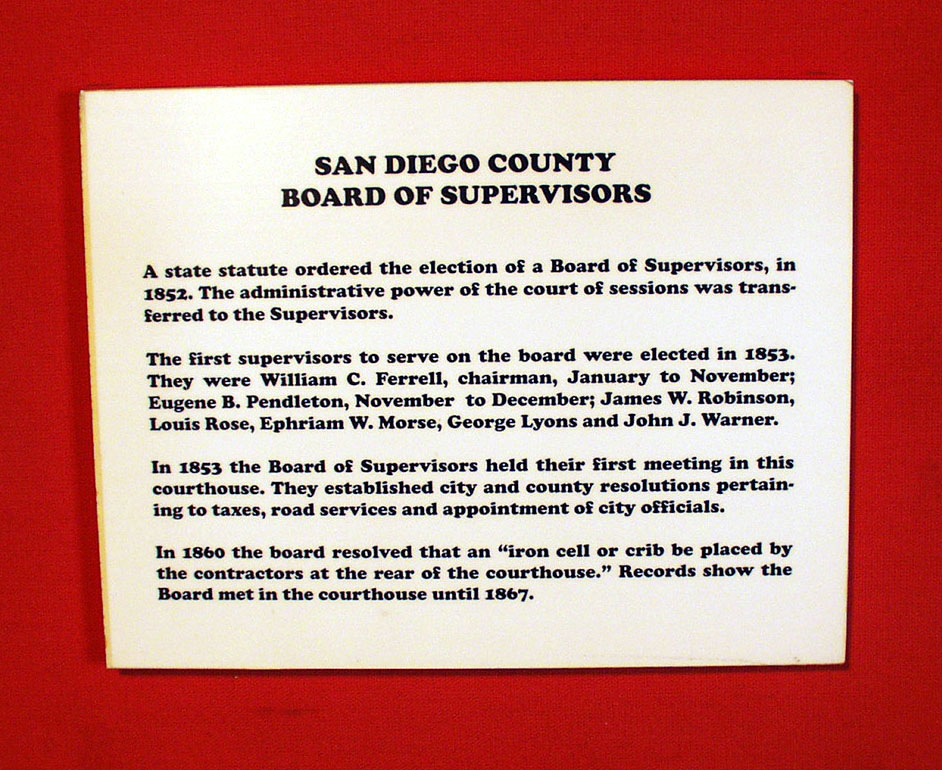 SAN DIEGO COUNTY
BOARD OF SUPERVISORS
A state statute ordered the election of a Board of Supervisors, in
1852. The administrative power of the court of sessions was trans-
ferred to the Supervisors.
The first supervisors to serve on the board were elected in 1853.
They were William C. Ferrell, chairman, January to November;
Eugene B. Pendleton, November to December; James W. Robinson,
Louis Rose, Ephriam W. Morse, George Lyons and John J. Warner.
In 1853 the Board of Supervisors held their first meeting in this
courthouse. They established city and county resolutions pertain-
ing to taxes, road services and appointment of city officials.
In 1860 the board resolved that an “iron cell or crib be placed by
the contractors at the rear of the courthouse.” Records show the
Board met in the courthouse until 1867.